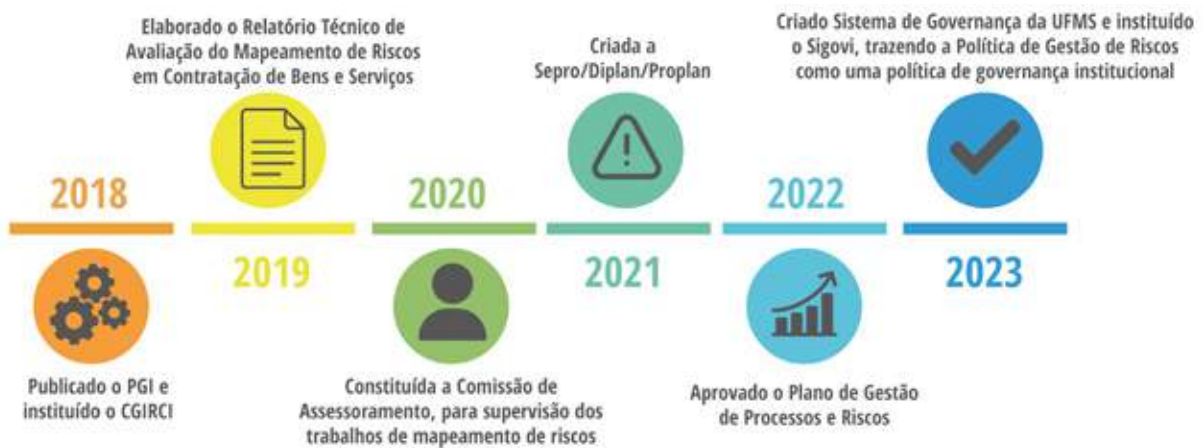 Elaborado o Relatório Técnico de
Avaliação do Mapeamento de Riscos
em Contratação de Bens e Serviços
Criada a
Sepro/Diplan/Proplan
Criado Sistema de Governança da UFMS e instituído
o Sigovi, trazendo a Política de Gestão de Riscos
como uma política de governança institucional
2018
2020
2022
2019
2021
2023
Publicado o PGI e
instituído o CGIRCI
Constituída a Comissão de
Assessoramento, para supervisão dos
trabalhos de mapeamento de riscos
Aprovado o Plano de Gestão
de Processos e Riscos